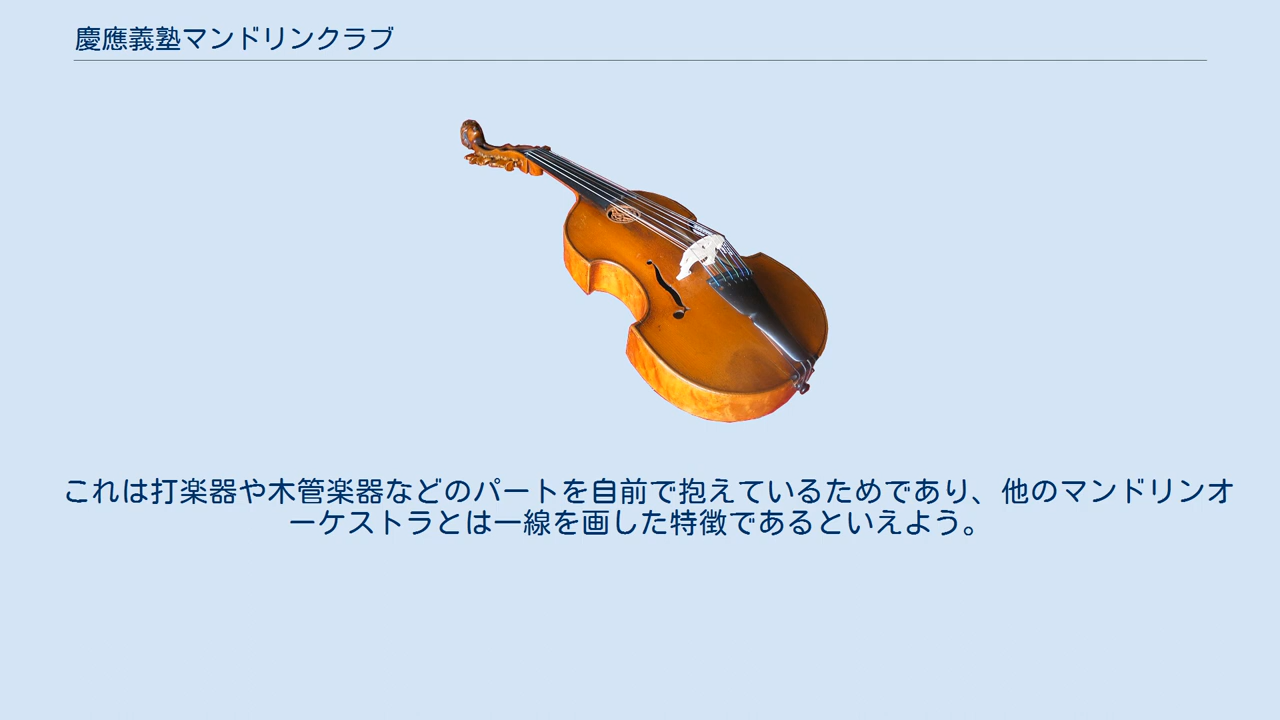 慶應義塾マンドリンクラブ
これは打楽器や木管楽器などのパートを自前で抱えているためであり、他のマンドリンオ
ーケストラとは一線を画した特徴であるといえよう。